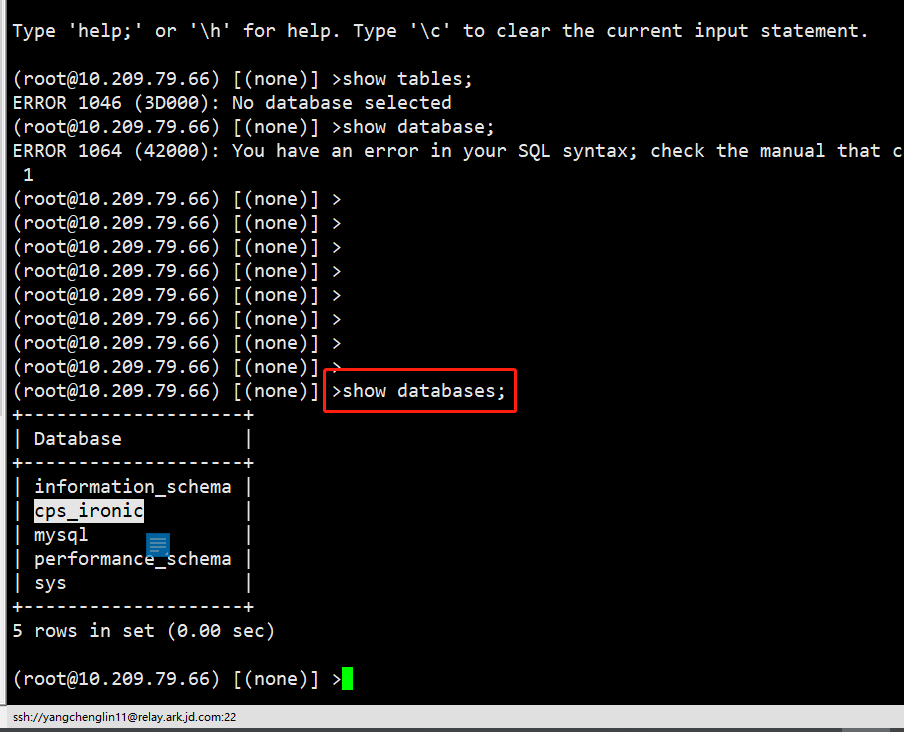 Type 'help;' or '\h' for help. Type '\c' to clear the current input statement.
(root@10.209.79.66) [(none)] >show tables;
ERROR 1046 (3D000): No database selected
(root@10.209.79.66) [(none)] >show database;
ERROR 1064 (42000): You have an error in your SQL syntax; check the manual that c
1
(root@10.209.79.66) [(none)] >
(root@10.209.79.66) [(none)] >
(root@10.209.79.66) [(none)] >
(root@10.209.79.66) [(none)] >
(root@10.209.79.66) [(none)] >
(root@10.209.79.66) [(none)] >
(root@10.209.79.66) [(none)] >
(root@10.209.79.66) [(none)] >
(root@10.209.79.66) [(none)] >show databases;
+--------------------+
| Database           |
+--------------------+
| information_schema |
| cps_ironic         |
| mysql              |
| performance_schema |
| sys                |
+--------------------+
5 rows in set (0.00 sec)
(root@10.209.79.66) [(none)] >
ssh://yangchenglin11@relay.ark.jd.com:22